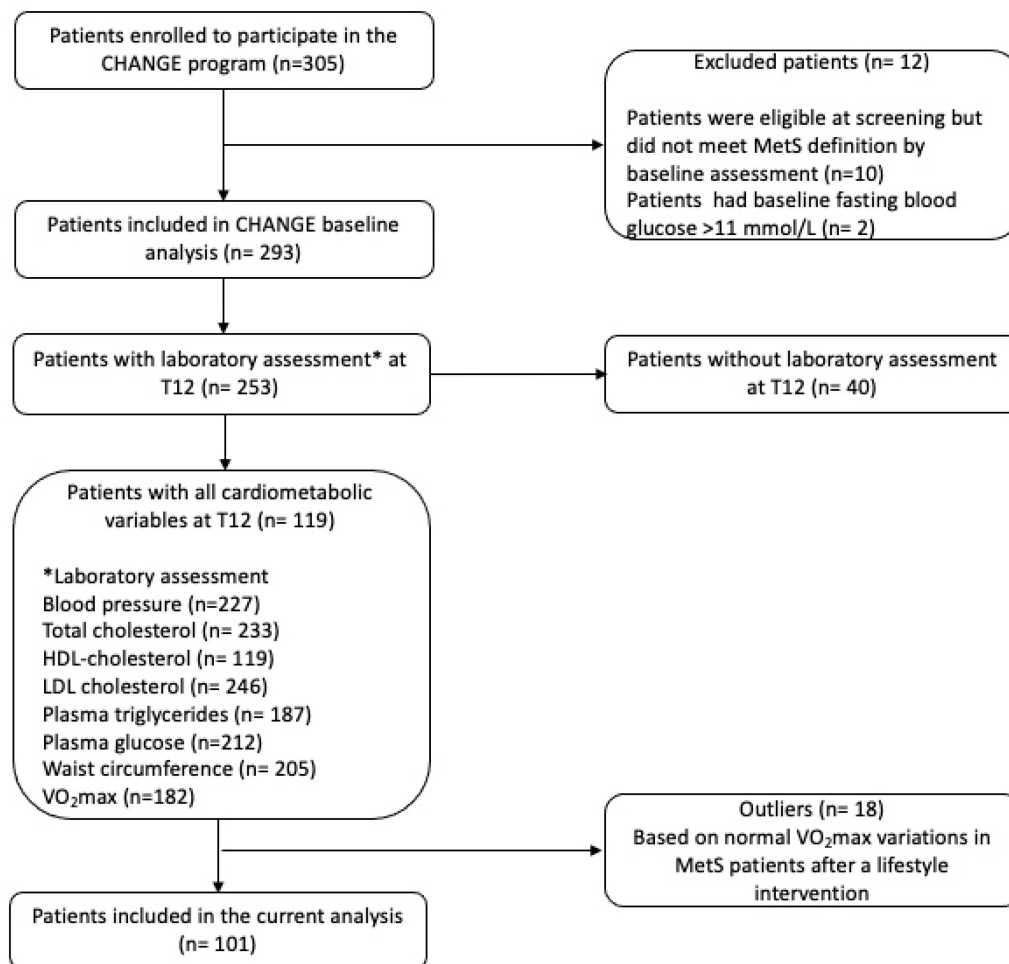 Patients enrolled to participate in the
CHANGE program (n=305)
Excluded patients (n= 12)
Patients were eligible at screening but
did not meet MetS definition by
baseline assessment (n=10)
Patients had baseline fasting blood
glucose >11 mmol/L (n= 2)
Patients included in CHANGE baseline
analysis (n= 293)
Patients with laboratory assessment* at
T12 (n= 253)
Patients without laboratory assessment
at T12 (n= 40)
Patients with all cardiometabolic
variables at T12 (n= 119)
*Laboratory assessment
Blood pressure (n=227)
Total cholesterol (n= 233)
HDL-cholesterol (n= 119)
LDL cholesterol (n= 246)
Plasma triglycerides (n= 187)
Plasma glucose (n=212)
Waist circumference (n= 205)
VO₂max (n=182)
Outliers (n= 18)
Based on normal VO₂max variations in
MetS patients after a lifestyle
intervention
Patients included in the current analysis
(n= 101)